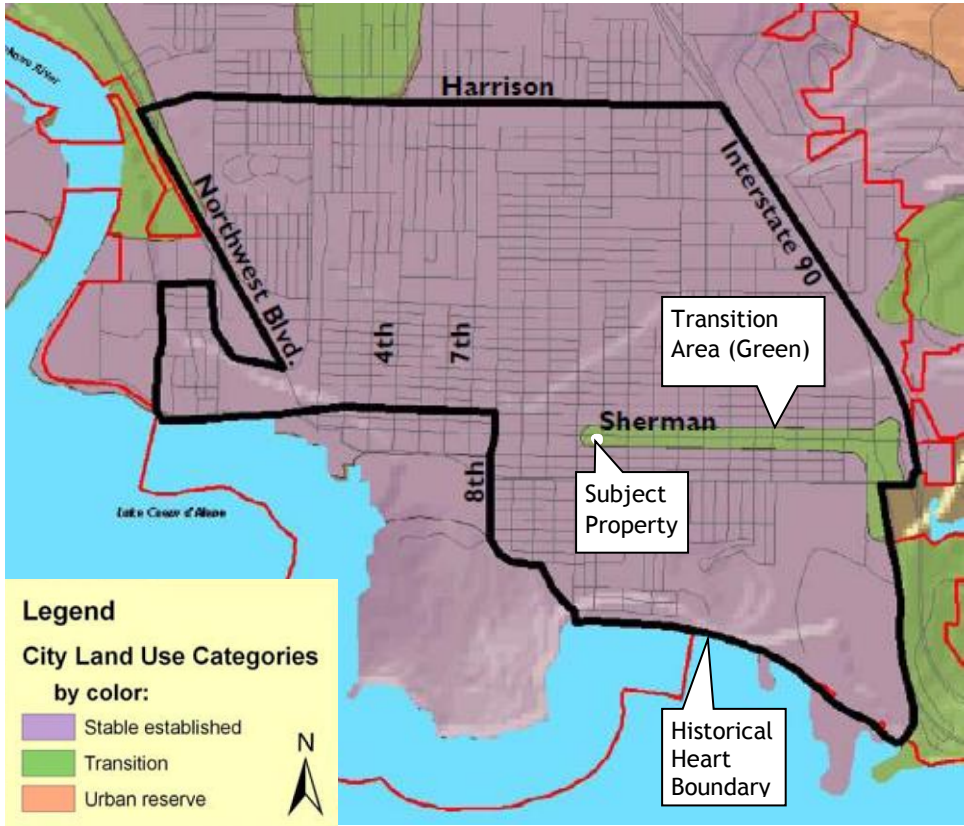 Harrison
Interstate 90
Northwest Blvd.
4th
7th
Transition
Area (Green)
Sherman
Subject
Property
8th
Lake Coeur d'Alene
Historical
Heart
Boundary
Legend
City Land Use Categories
by color:
Stable established
Transition
Urban reserve
N